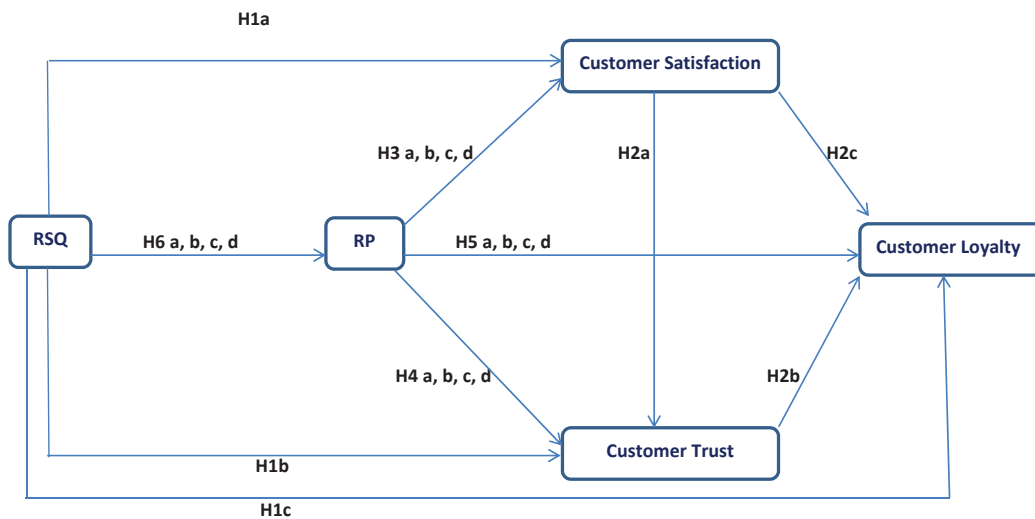 H1a
Customer Satisfaction
H3 a, b, c, d
H2a
H2c
RSQ
H6 a, b, c, d
RP
H5 a, b, c, d
Customer Loyalty
H4 a, b, c, d
H2b
Customer Trust
H1b
H1c